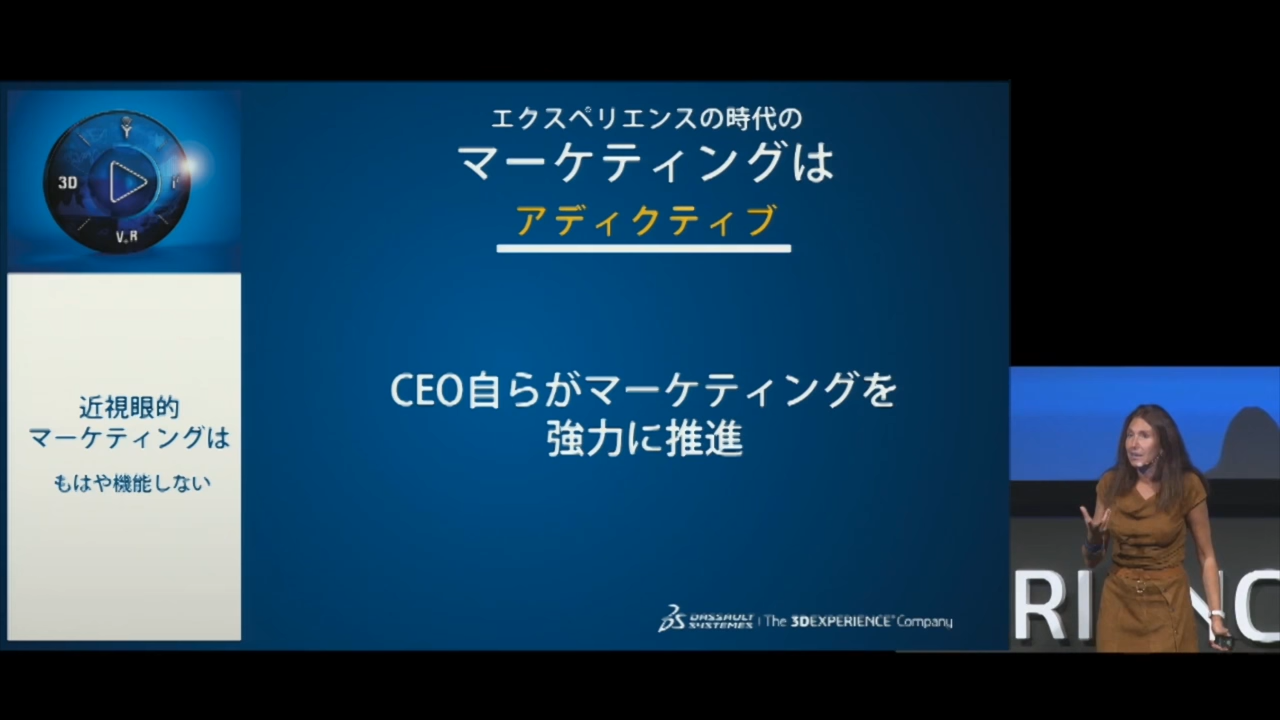 エクスペリエンスの時代の
マーケティングは
アディクティブ
3D
V+R
近視眼的
マーケティングは
もはや機能しない
CEO自らがマーケティングを
強力に推進
DASSAULT SYSTEMES | The 3DEXPERIENCE® Company
RI NC